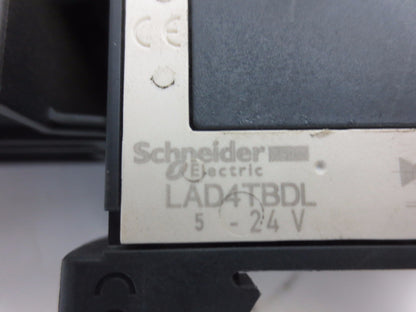 CE
Schneider
Electric
LAD4TBDL
5 - 24 V